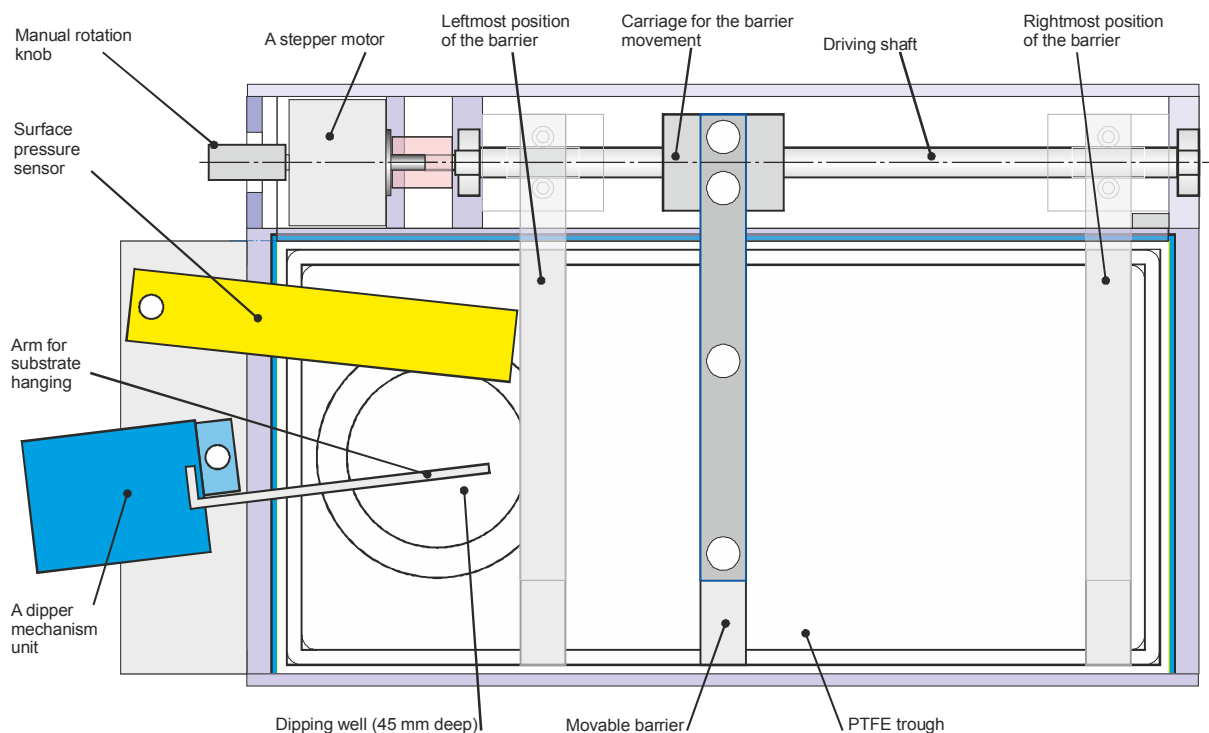 Manual rotation
knob
A stepper motor
Leftmost position
of the barrier
Carriage for the barrier
movement
Driving shaft
Rightmost position
of the barrier
Surface
pressure
sensor
Arm for
substrate
hanging
A dipper
mechanism
unit
Dipping well (45 mm deep)
Movable barrier
PTFE trough